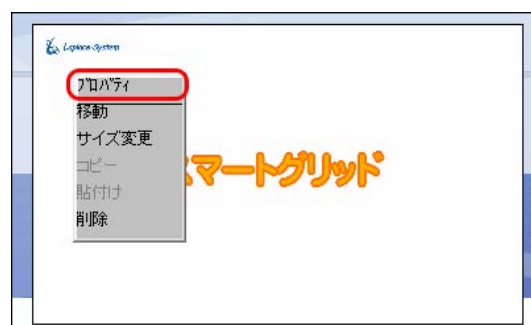 Laplace System
プロパティ
移動
サイズ変更
コピー
貼付け
削除
スマートグリッド